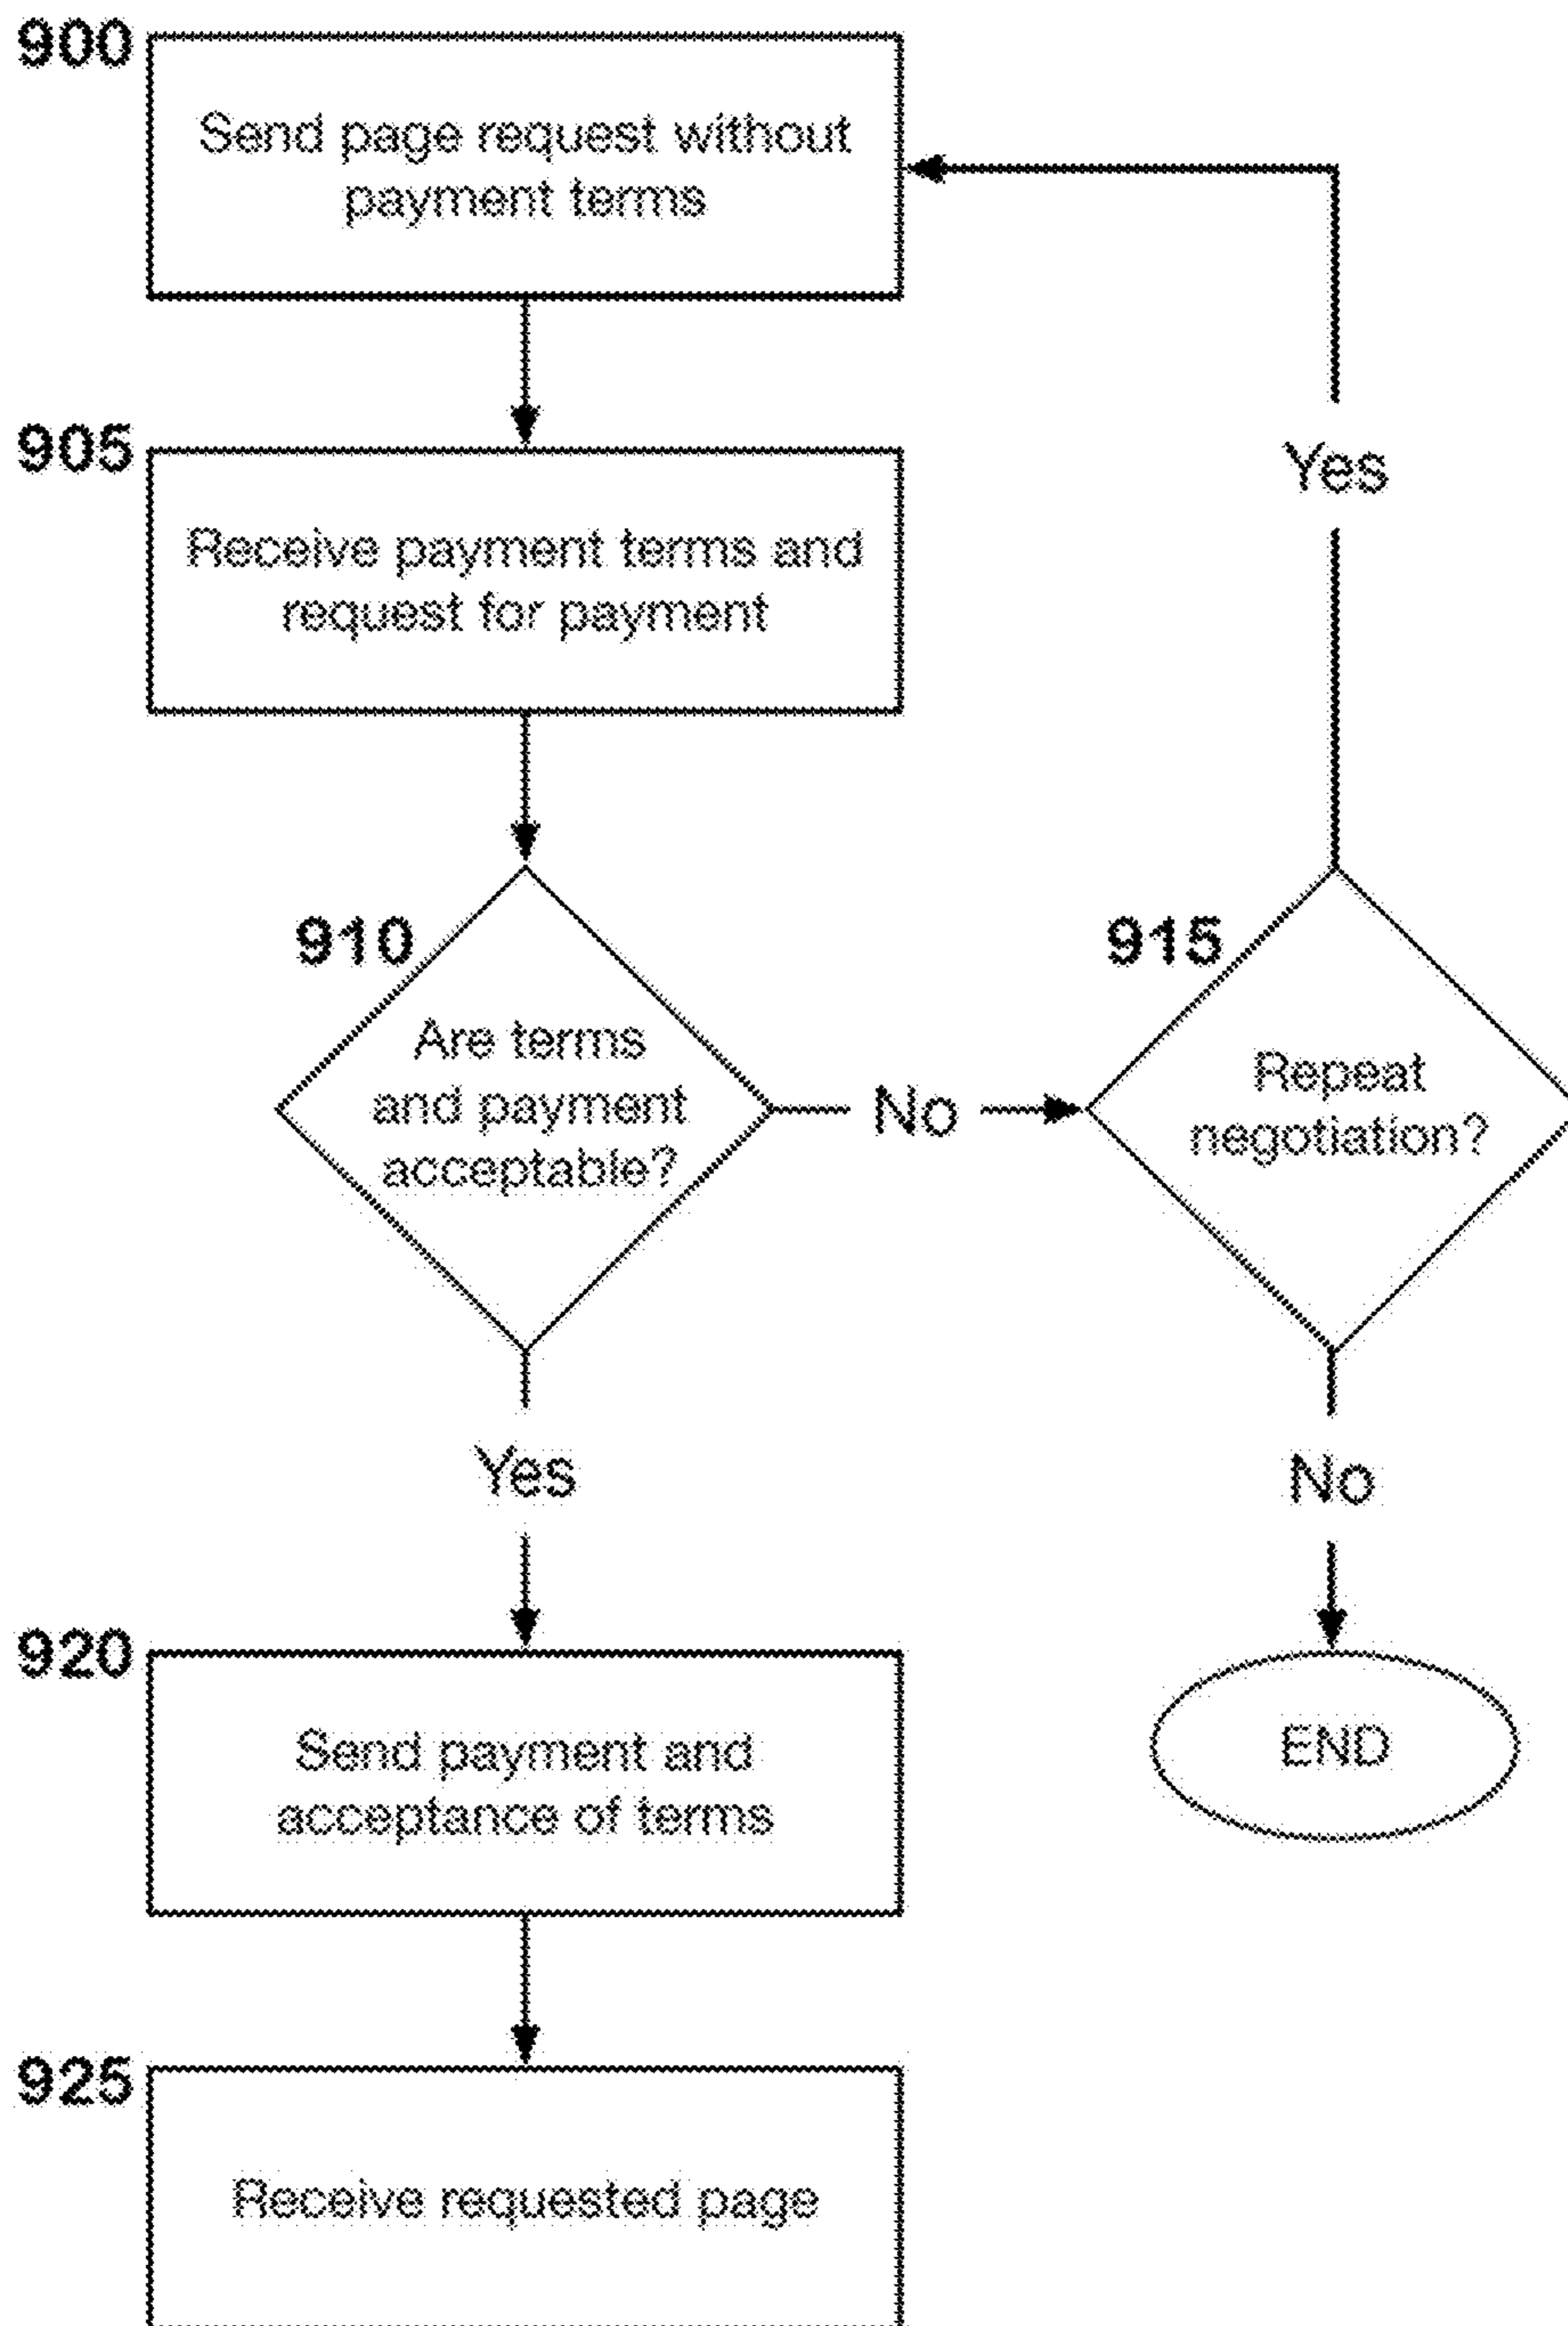 900
Send page request without
payment terms
905
Receive payment terms and
request for payment
Yes
910
Are terms
and payment
acceptable?
No
915
Repeat
negotiation?
Yes
No
920
Send payment and
acceptance of terms
END
925
Receive requested page